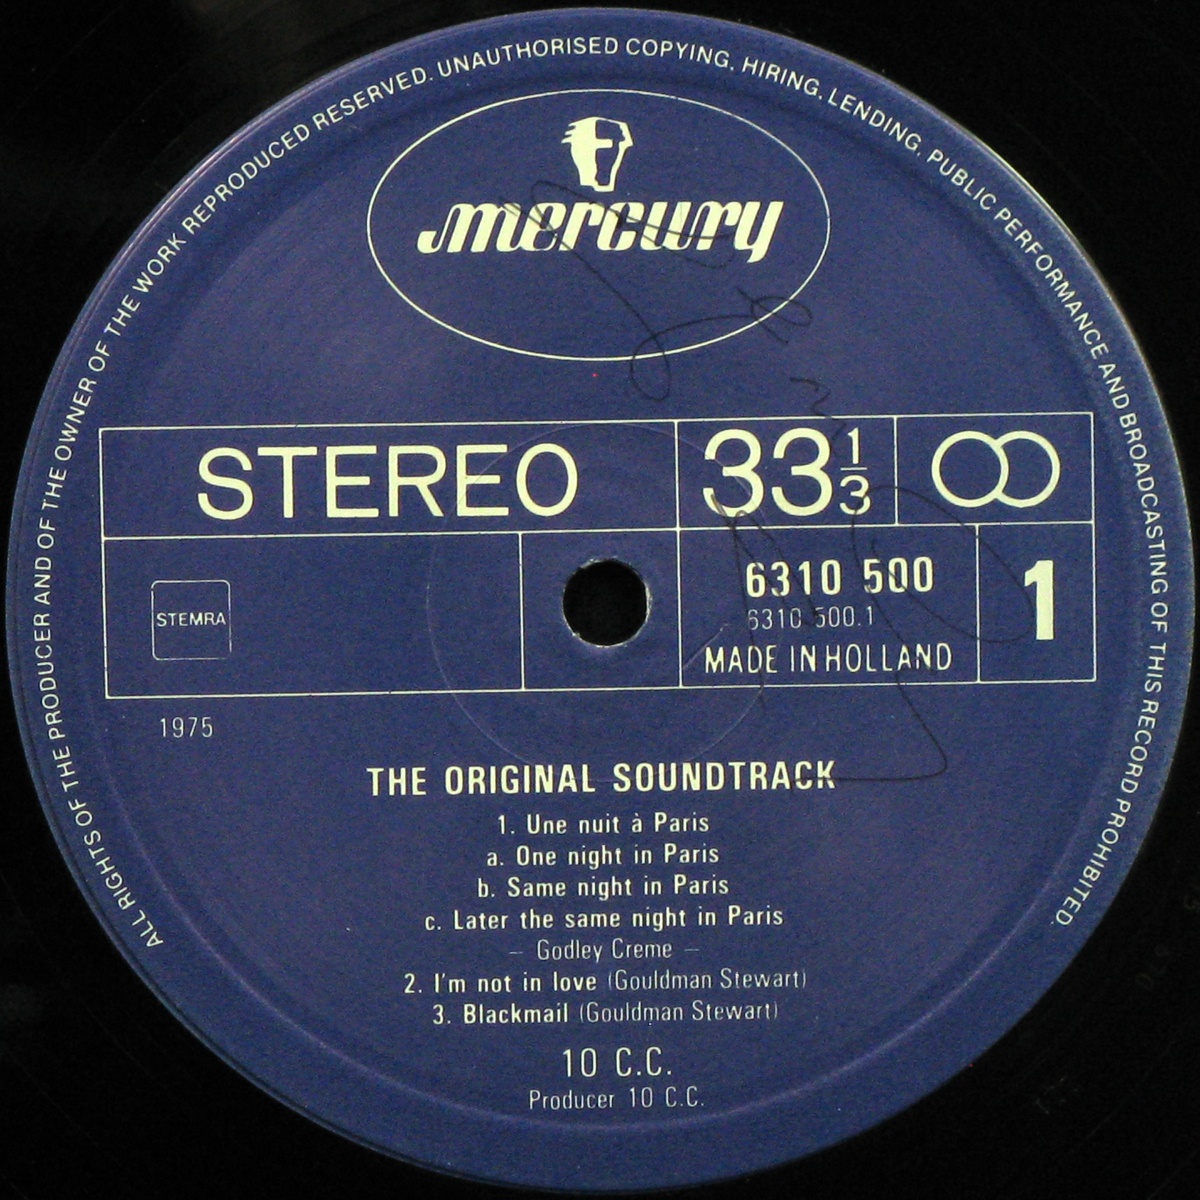 ALL RIGHTS OF THE PRODUCER AND OF THE OWNER OF THE WORK REPRODUCED RESERVED. UNAUTHORISED COPYING, HIRING, LENDING, PUBLIC PERFORMANCE AND BROADCASTING OF THIS RECORD PROHIBITED.
mercury
STEREO
33 1/3
STEMRA
6310 500
6310 500.1
MADE IN HOLLAND
1
1975
THE ORIGINAL SOUNDTRACK
1. Une nuit à Paris
a. One night in Paris
b. Same night in Paris
c. Later the same night in Paris
– Godley Creme –
2. I'm not in love (Gouldman Stewart)
3. Blackmail (Gouldman Stewart)
10 C.C.
Producer 10 C.C.